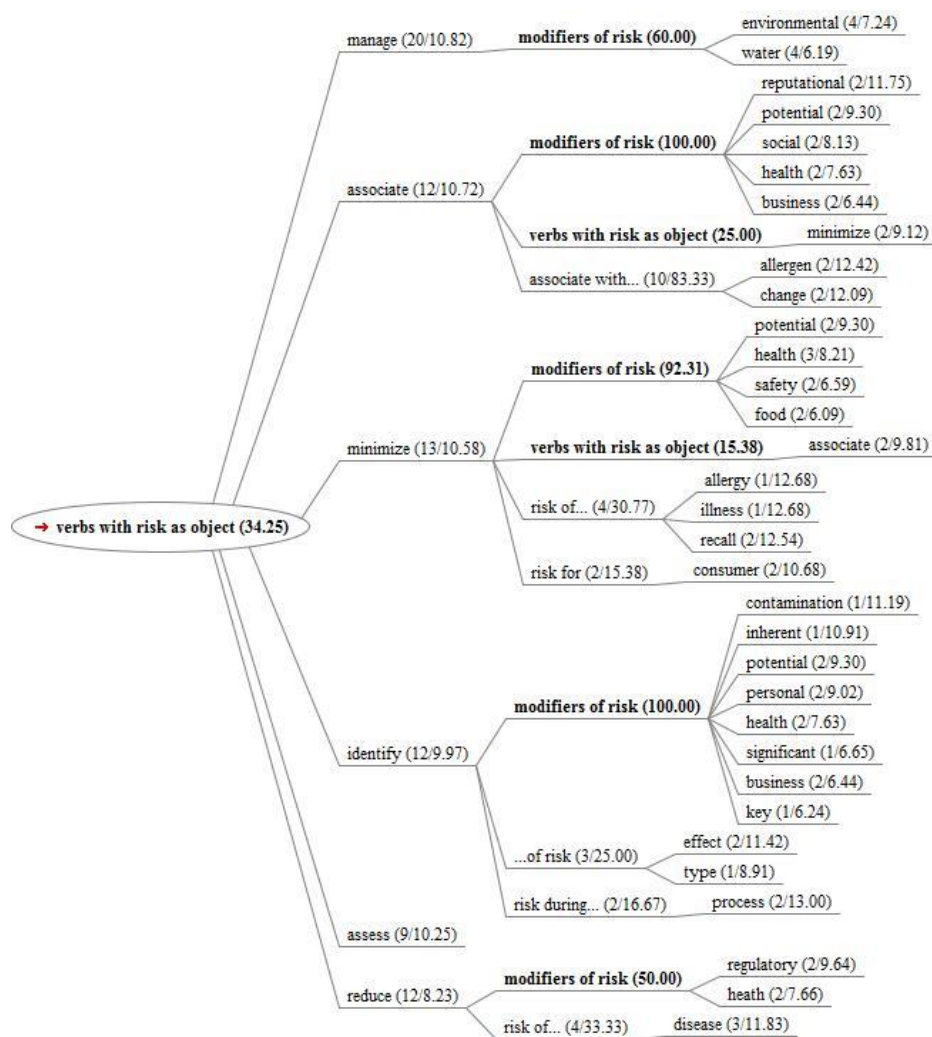 manage (20/10.82)
modifiers of risk (60.00)
environmental (4/7.24)
water (4/6.19)
associate (12/10.72)
modifiers of risk (100.00)
reputational (2/11.75)
potential (2/9.30)
social (2/8.13)
health (2/7.63)
business (2/6.44)
verbs with risk as object (25.00)
minimize (2/9.12)
associate with... (10/83.33)
allergen (2/12.42)
change (2/12.09)
minimize (13/10.58)
modifiers of risk (92.31)
potential (2/9.30)
health (3/8.21)
safety (2/6.59)
food (2/6.09)
verbs with risk as object (15.38)
associate (2/9.81)
risk of... (4/30.77)
allergy (1/12.68)
illness (1/12.68)
recall (2/12.54)
risk for (2/15.38)
consumer (2/10.68)
➔ verbs with risk as object (34.25)
identify (12/9.97)
modifiers of risk (100.00)
contamination (1/11.19)
inherent (1/10.91)
potential (2/9.30)
personal (2/9.02)
health (2/7.63)
significant (1/6.65)
business (2/6.44)
key (1/6.24)
...of risk (3/25.00)
effect (2/11.42)
type (1/8.91)
risk during... (2/16.67)
process (2/13.00)
assess (9/10.25)
reduce (12/8.23)
modifiers of risk (50.00)
regulatory (2/9.64)
heath (2/7.66)
risk of... (4/33.33)
disease (3/11.83)